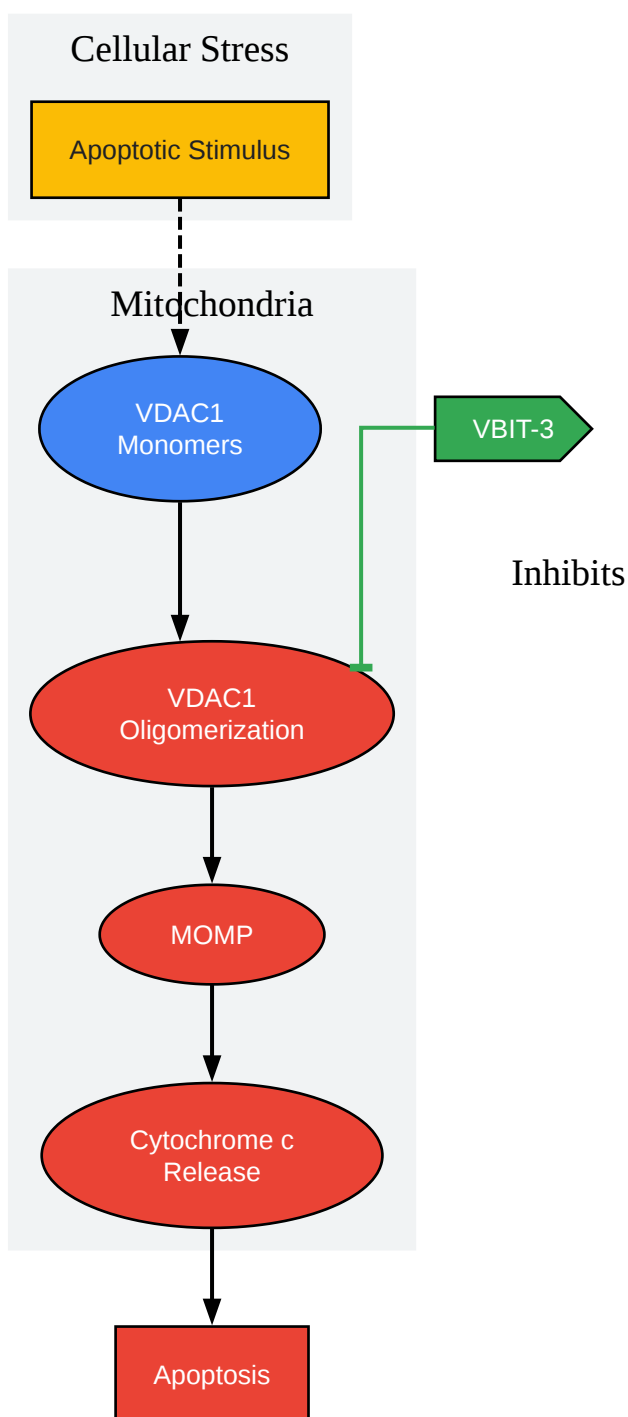 Cellular Stress
Apoptotic Stimulus
Mitochondria
VDAC1
Monomers
VBIT-3
Inhibits
VDAC1
Oligomerization
MOMP
Cytochrome c
Release
Apoptosis